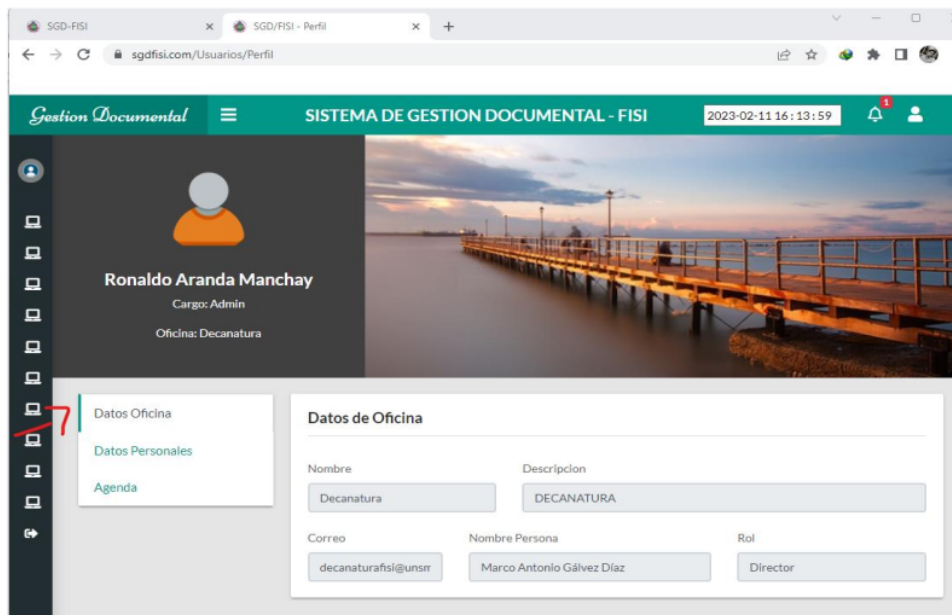 SGD-FISI
SGD/FISI - Perfil
sgdfisi.com/Usuarios/Perfil
Gestion Documental
SISTEMA DE GESTION DOCUMENTAL - FISI
2023-02-11 16:13:59
1
Ronaldo Aranda Manchay
Cargo: Admin
Oficina: Decanatura
7
Datos Oficina
Datos Personales
Agenda
Datos de Oficina
Nombre
Descripcion
Decanatura
DECANATURA
Correo
Nombre Persona
Rol
decanaturafisi@unsm
Marco Antonio Gálvez Díaz
Director